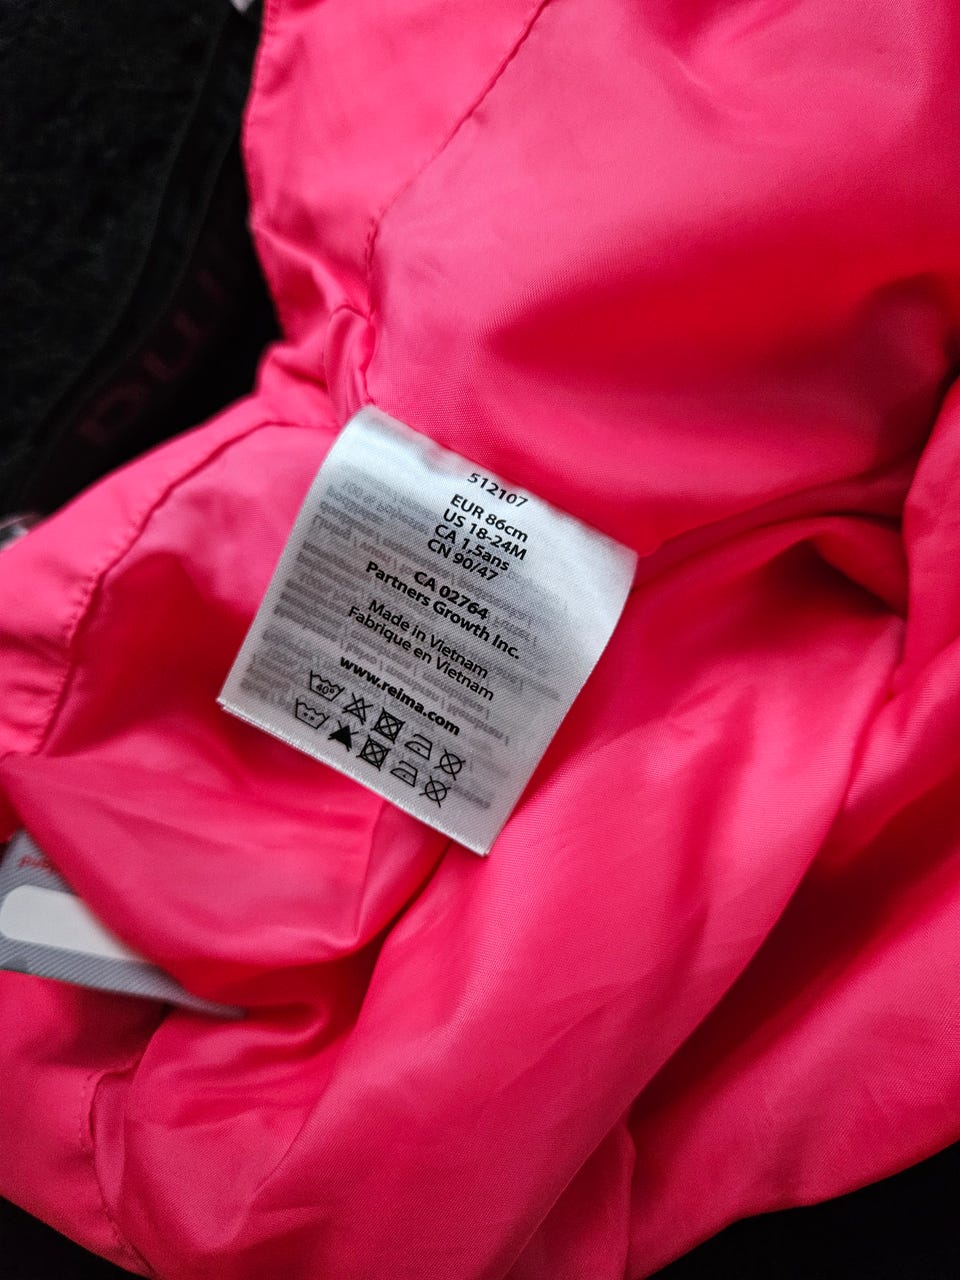 512107
EUR 86cm
US 18-24M
CA 1,5ans
CN 90/47
CA 02764
Partners Growth Inc.
Made in Vietnam
Fabrique en Vietnam
www.reima.com
40°